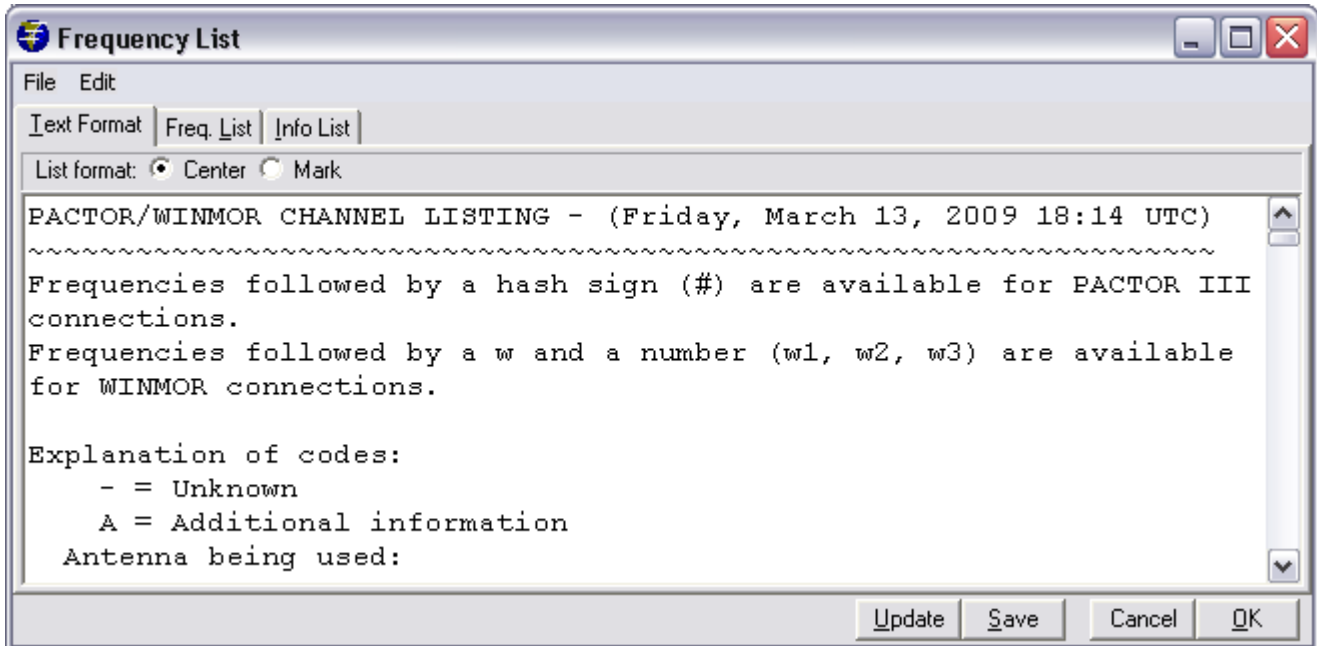 Frequency List
File Edit
Text Format Freq. List Info List
List format: Center Mark
PACTOR/WINMOR CHANNEL LISTING - (Friday, March 13, 2009 18:14 UTC)
~~~~~~~~~~~~~~~~~~~~~~~~~~~~~~~~~~~~~~~~~~~~~~~~~~~~~~~~~~~~~~~~~~
Frequencies followed by a hash sign (#) are available for PACTOR III
connections.
Frequencies followed by a w and a number (w1, w2, w3) are available
for WINMOR connections.
Explanation of codes:
- = Unknown
A = Additional information
Antenna being used:
Update Save Cancel OK